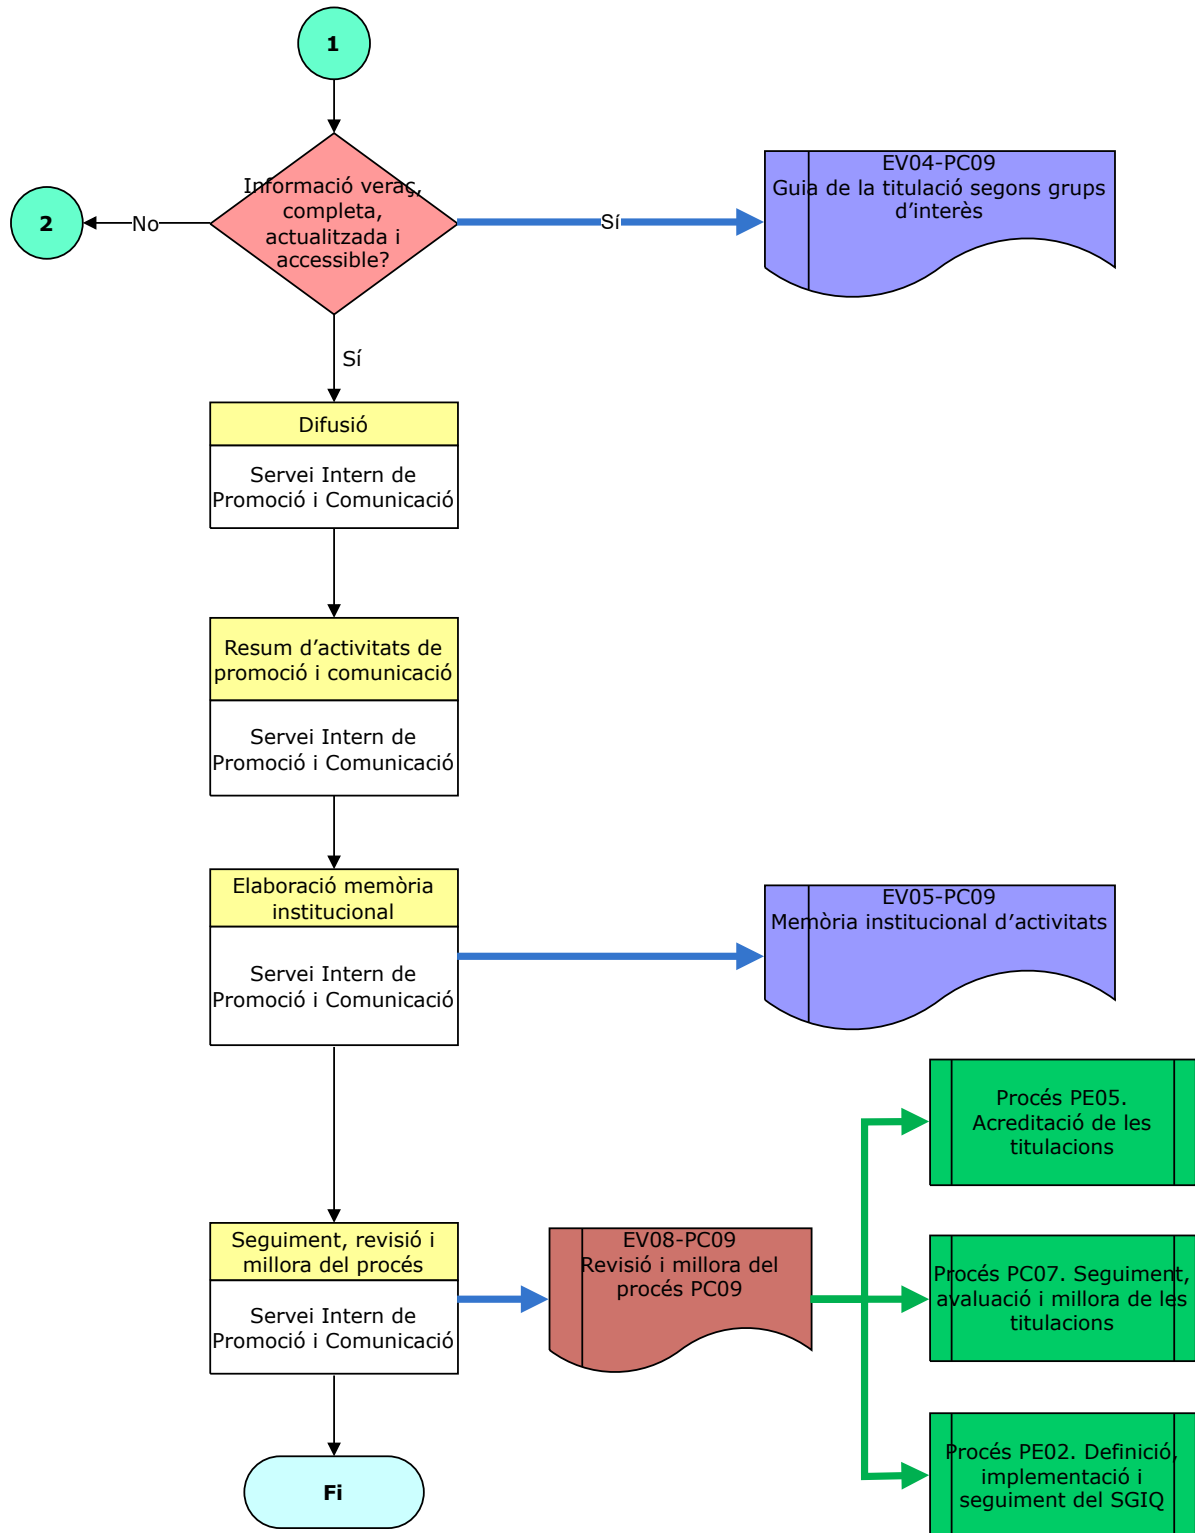 1
Informació veraç,
completa,
actualitzada i
accessible?
2
No
Sí
EV04-PC09
Guia de la titulació segons grups
d’interès
Sí
Difusió
Servei Intern de
Promoció i Comunicació
Resum d’activitats de
promoció i comunicació
Servei Intern de
Promoció i Comunicació
Elaboració memòria
institucional
Servei Intern de
Promoció i Comunicació
EV05-PC09
Memòria institucional d’activitats
Seguiment, revisió i
millora del procés
Servei Intern de
Promoció i Comunicació
EV08-PC09
Revisió i millora del
procés PC09
Procés PE05.
Acreditació de les
titulacions
Procés PC07. Seguiment,
avaluació i millora de les
titulacions
Procés PE02. Definició,
implementació i
seguiment del SGIQ
Fi